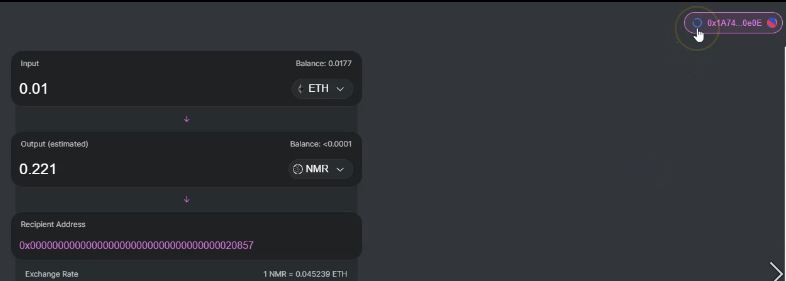 0x1A74...0e0E
Input Balance: 0.0177
0.01 ETH
Output (estimated) Balance: <0.0001
0.221 NMR
Recipient Address
0x0000000000000000000000000000000000020857
Exchange Rate 1 NMR = 0.045239 ETH